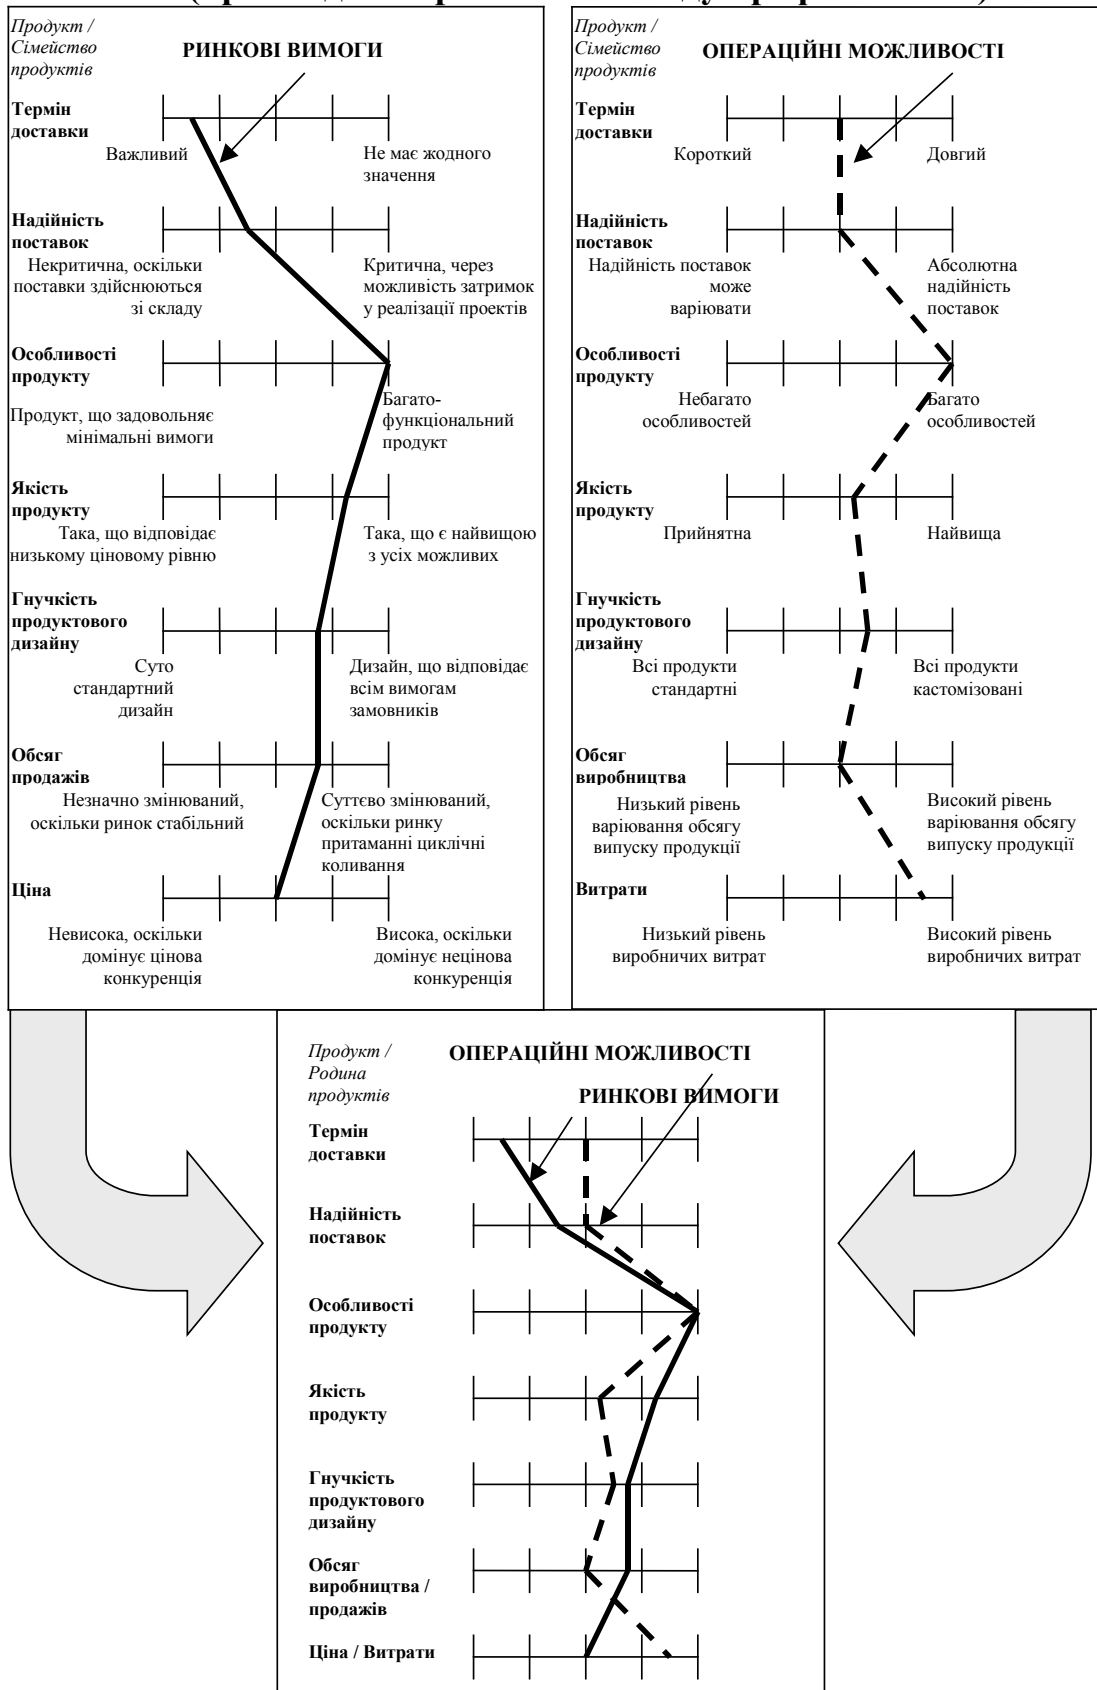 Продукт /
Сімейство
продуктів
РИНКОВІ ВИМОГИ
Термін
доставки
Важливий
Не має жодного
значення
Надійність
поставок
Некритична, оскільки
поставки здійснюються
зі складу
Критична, через
можливість затримок
у реалізації проектів
Особливості
продукту
Продукт, що задовольняє
мінімальні вимоги
Багато-
функціональний
продукт
Якість
продукту
Така, що відповідає
низькому ціновому рівню
Така, що є найвищою
з усіх можливих
Гнучкість
продуктового
дизайну
Суто
стандартний
дизайн
Дизайн, що відповідає
всім вимогам
замовників
Обсяг
продажів
Незначно змінюваний,
оскільки ринок стабільний
Суттєво змінюваний,
оскільки ринку
притаманні циклічні
коливання
Ціна
Невисока, оскільки
домінує цінова
конкуренція
Висока, оскільки
домінує нецінова
конкуренція
Продукт /
Сімейство
продуктів
ОПЕРАЦІЙНІ МОЖЛИВОСТІ
Термін
доставки
Короткий
Довгий
Надійність
поставок
Надійність поставок
може
варіювати
Абсолютна
надійність
поставок
Особливості
продукту
Небагато
особливостей
Багато
особливостей
Якість
продукту
Прийнятна
Найвища
Гнучкість
продуктового
дизайну
Всі продукти
стандартні
Всі продукти
кастомізовані
Обсяг
виробництва
Низький рівень
варіювання обсягу
випуску продукції
Високий рівень
варіювання обсягу
випуску продукції
Витрати
Низький рівень
виробничих витрат
Високий рівень
виробничих витрат
Продукт /
Родина
продуктів
ОПЕРАЦІЙНІ МОЖЛИВОСТІ
РИНКОВІ ВИМОГИ
Термін
доставки
Надійність
поставок
Особливості
продукту
Якість
продукту
Гнучкість
продуктового
дизайну
Обсяг
виробництва /
продажів
Ціна / Витрати